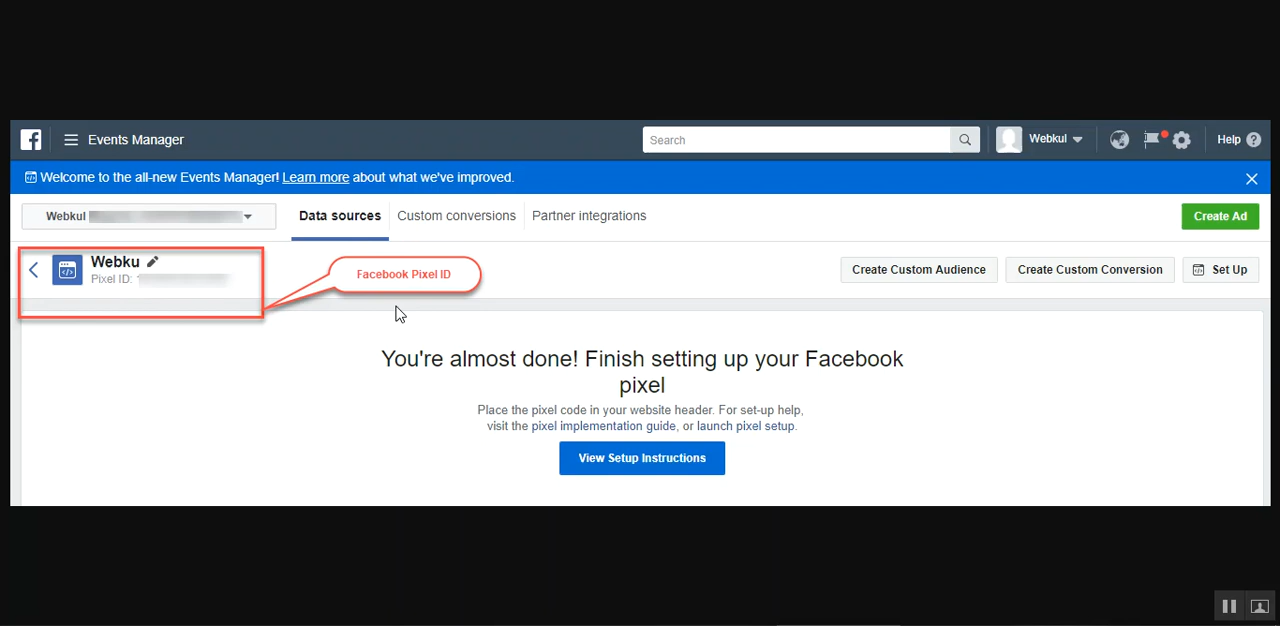 Events Manager
Search
Webkul
Help
Welcome to the all-new Events Manager! Learn more about what we've improved.
Webkul
Data sources
Custom conversions
Partner integrations
Create Ad
Webku
Pixel ID:
Facebook Pixel ID
Create Custom Audience
Create Custom Conversion
Set Up
You're almost done! Finish setting up your Facebook
pixel
Place the pixel code in your website header. For set-up help,
visit the pixel implementation guide, or launch pixel setup.
View Setup Instructions